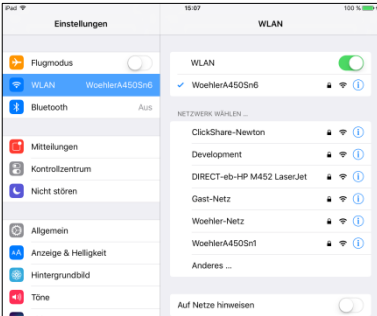 iPad 15:07 100 %
Einstellungen
Flugmodus
WLAN WoehlerA450Sn6
Bluetooth Aus
Mitteilungen
Kontrollzentrum
Nicht stören
Allgemein
AA Anzeige & Helligkeit
Hintergrundbild
Töne
WLAN
WLAN
WoehlerA450Sn6
NETZWERK WÄHLEN ...
ClickShare-Newton
Development
DIRECT-eb-HP M452 LaserJet
Gast-Netz
Woehler-Netz
WoehlerA450Sn1
Anderes ...
Auf Netze hinweisen